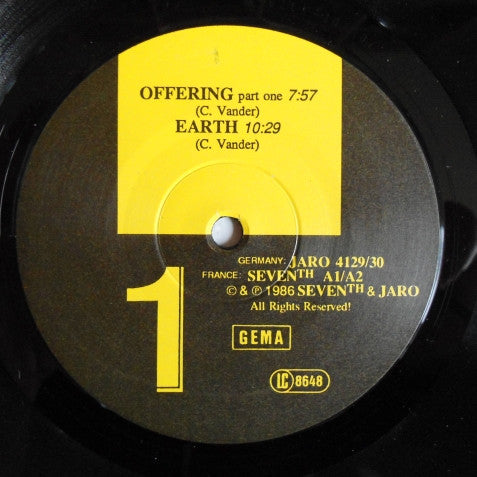 OFFERING part one 7:57
(C. Vander)
EARTH 10:29
(C. Vander)
GERMANY: JARO 4129/30
FRANCE: SEVENTH A1/A2
© & ℗ 1986 SEVENTH & JARO
All Rights Reserved!
1
GEMA
LC 8648